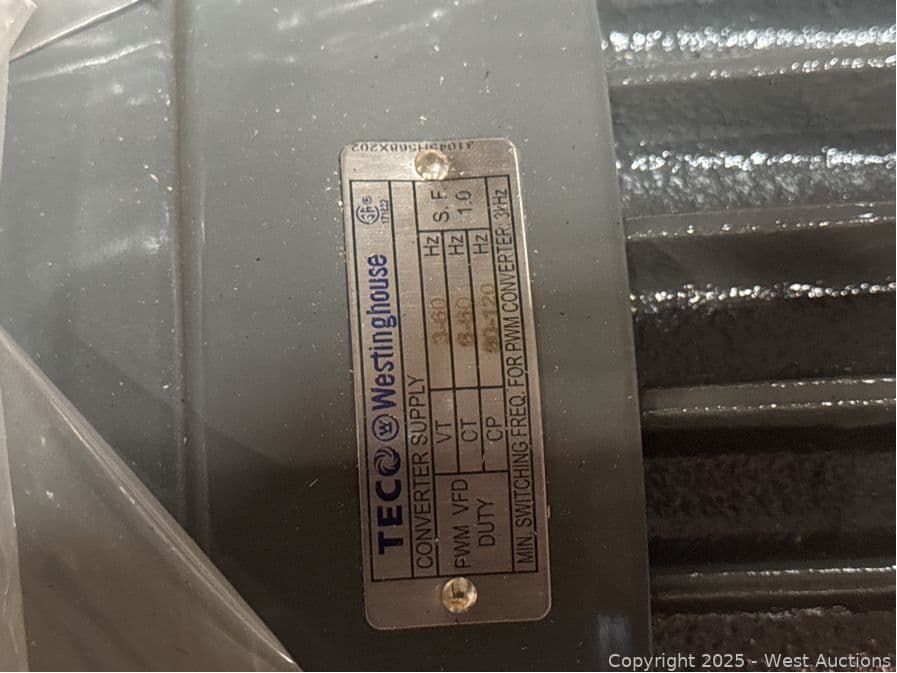 31049H568X202
TECO Westinghouse
CONVERTER SUPPLY
PWM VFD DUTY
VT 3-60 Hz S. F.
CT 6-60 Hz 1.0
CP 60-120 Hz
MIN. SWITCHING FREQ. FOR PWM CONVERTER: 3kHz
Copyright 2025 - West Auctions